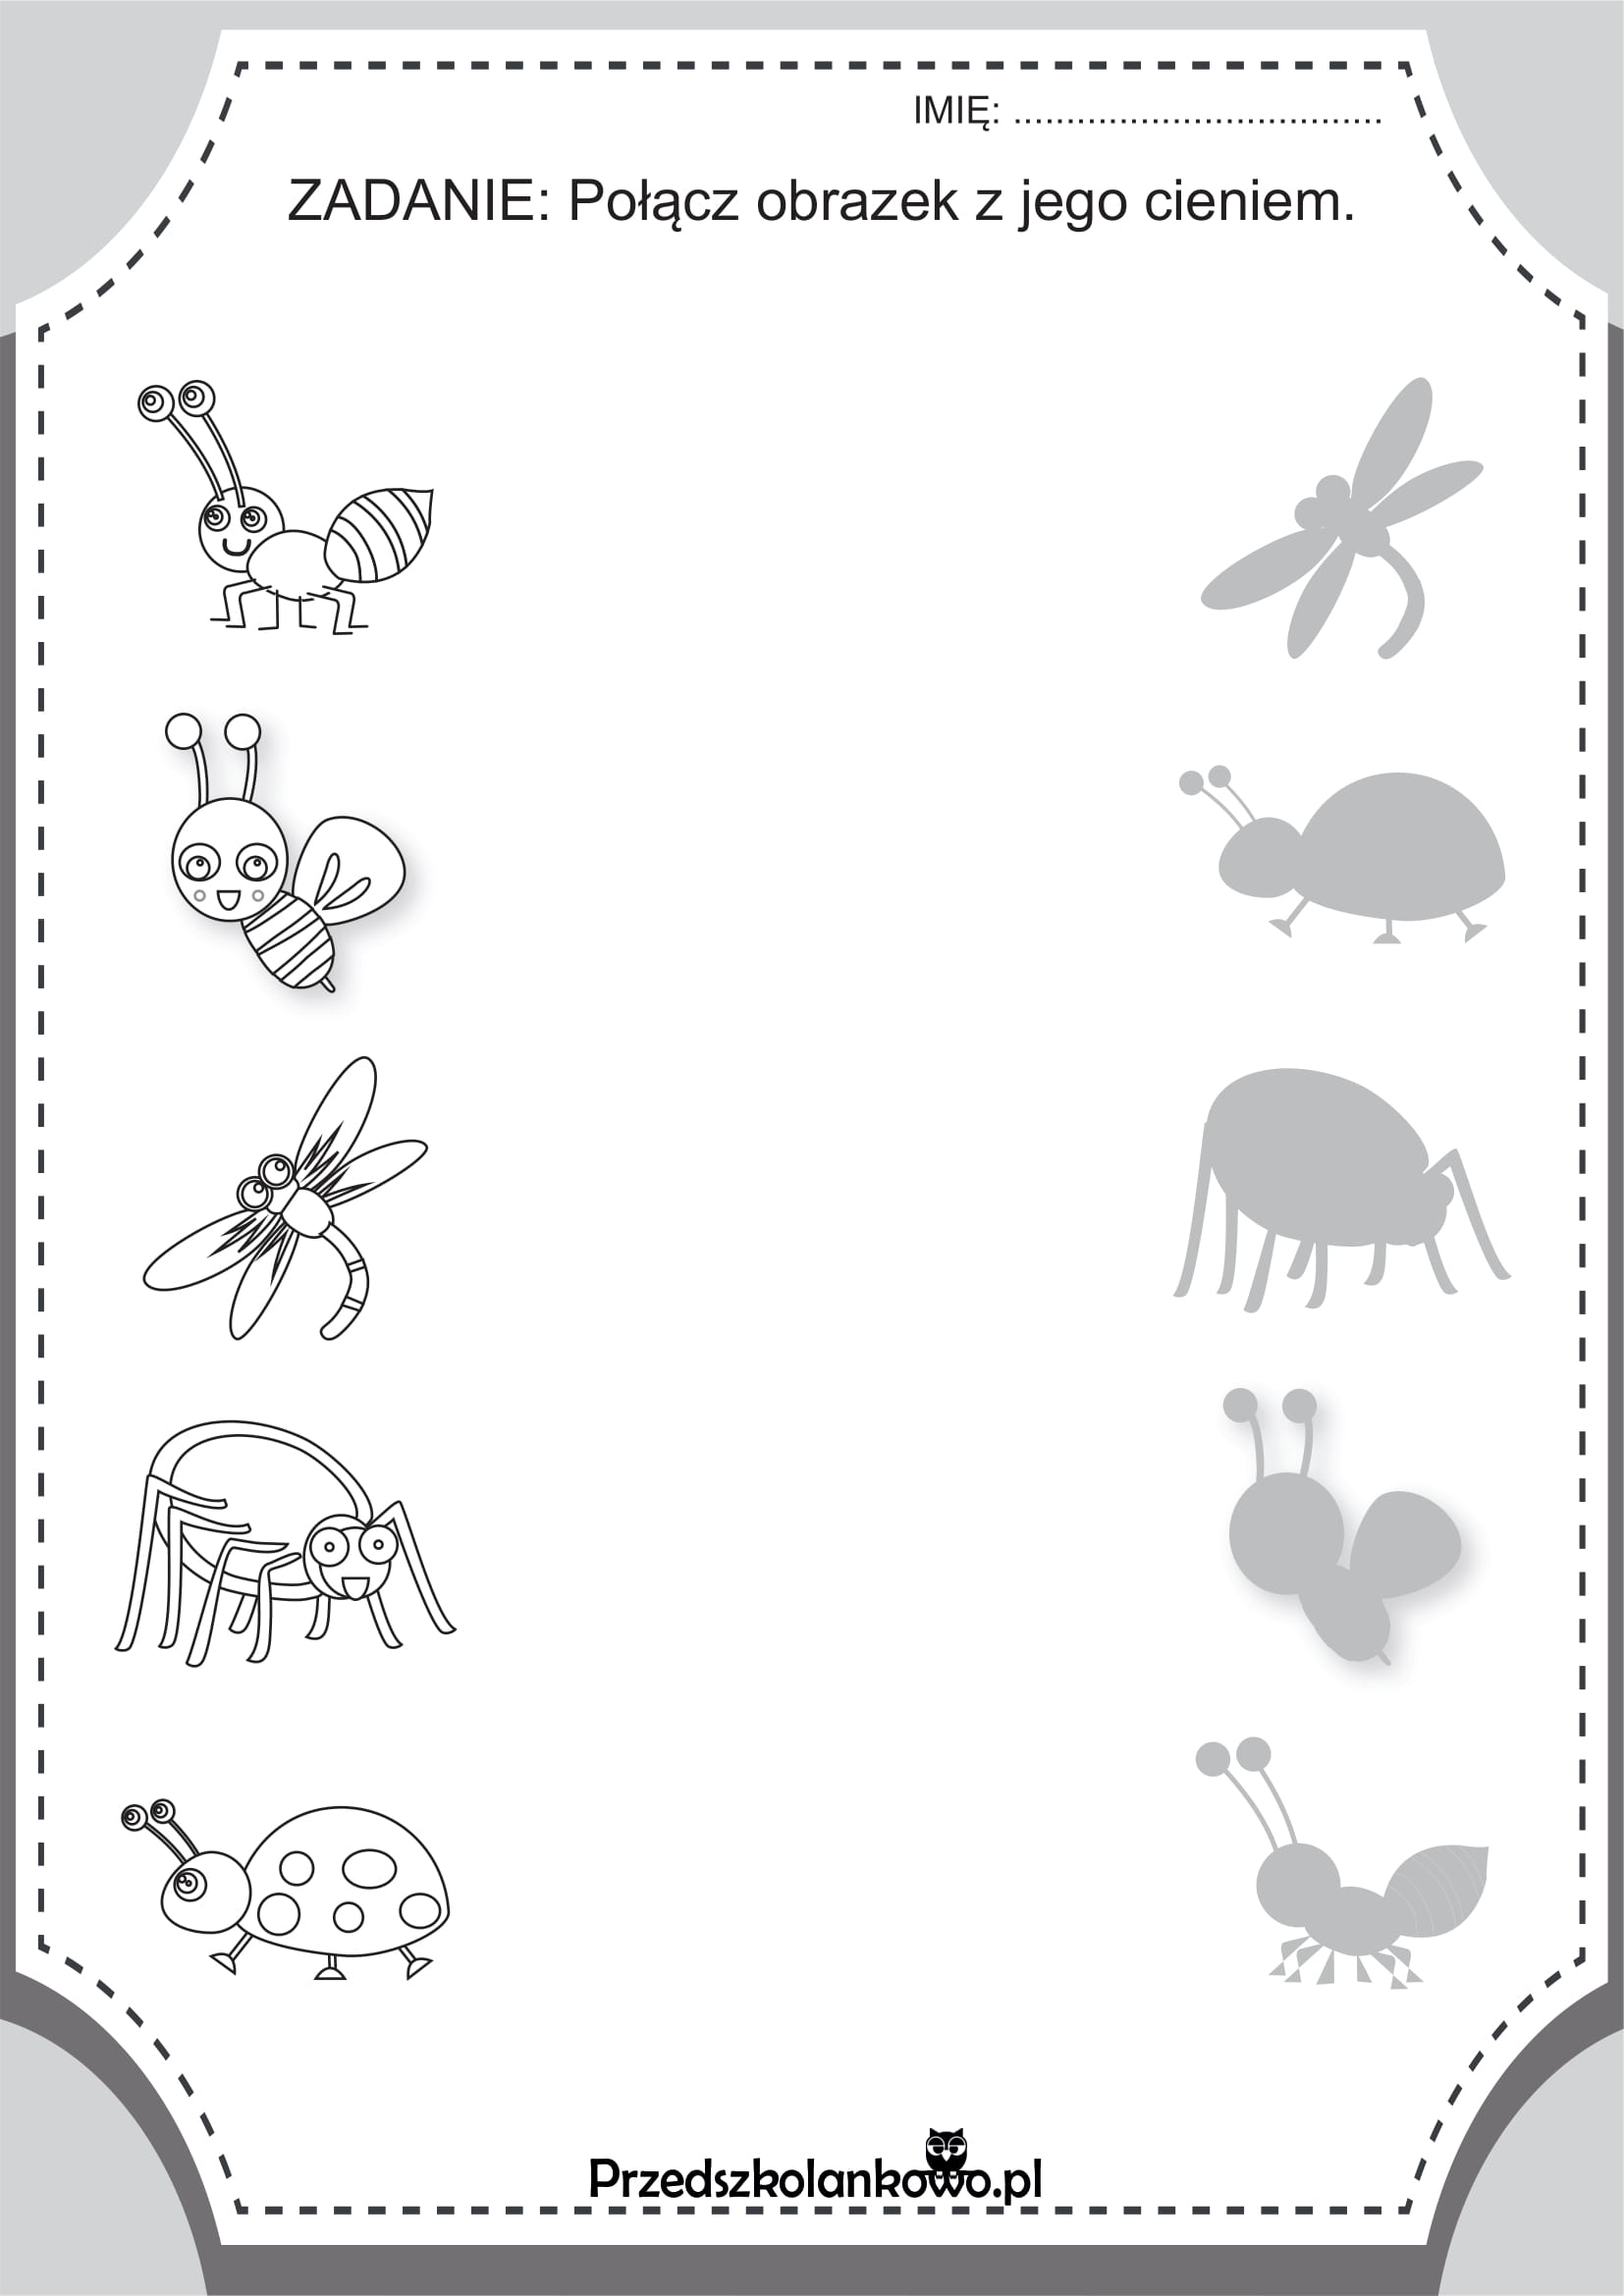 IMIĘ: ...................................
ZADANIE: Połącz obrazek z jego cieniem.
Przedszkolankowo.pl